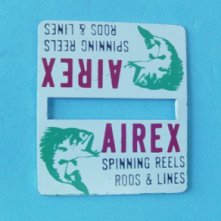 RODS & LINES
SPINNING REELS
AIREX
AIREX
SPINNING REELS
RODS & LINES